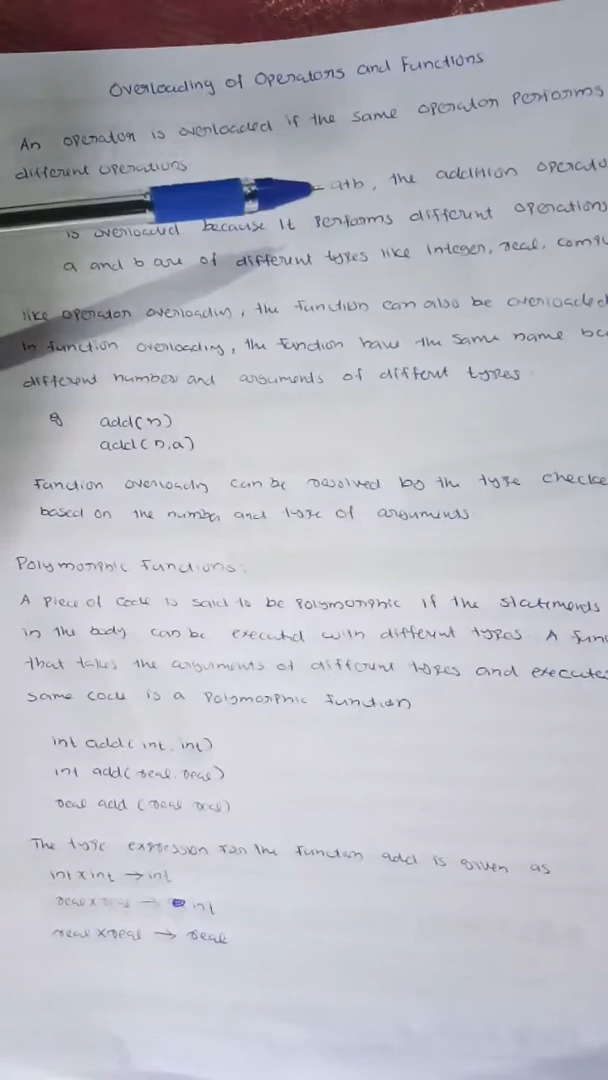 Overloading of Operators and Functions
An operator is overloaded if the same operator performs
different operations
a+b, the addition operato
is overloaded because it performs different operation
a and b are of different types like integer, real, comp
like operator overloading, the function can also be overloaded
In function overloading, the function have the same name bu
different number and arguments of different types
add(n)
add(n,a)
Function overloading can be resolved by the type checke
based on the number and type of arguments
Polymorphic Functions:
A piece of code is said to be polymorphic if the statments
in the body can be executed with different types. A func
that takes the arguments of different types and executes
same code is a Polymorphic function
int add(int, int)
int add(real, real)
real add (real real)
The type expression for the function add is given as
int x int → int
real x real → int
real x real → real